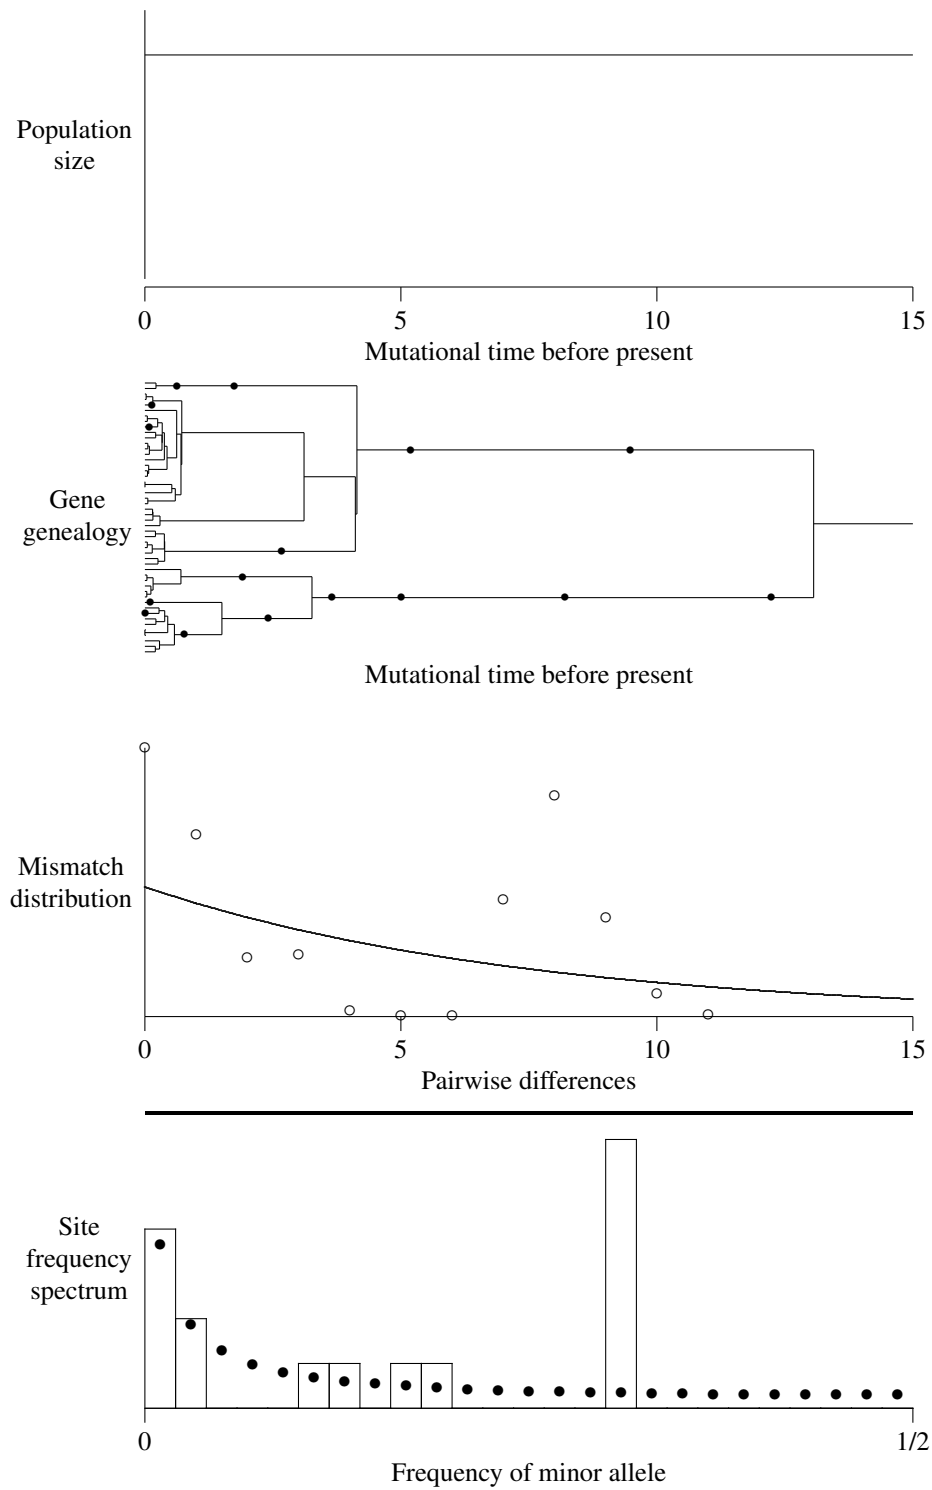 Population
size
0 5 10 15
Mutational time before present
Gene
genealogy
Mutational time before present
Mismatch
distribution
0 5 10 15
Pairwise differences
Site
frequency
spectrum
0 1/2
Frequency of minor allele